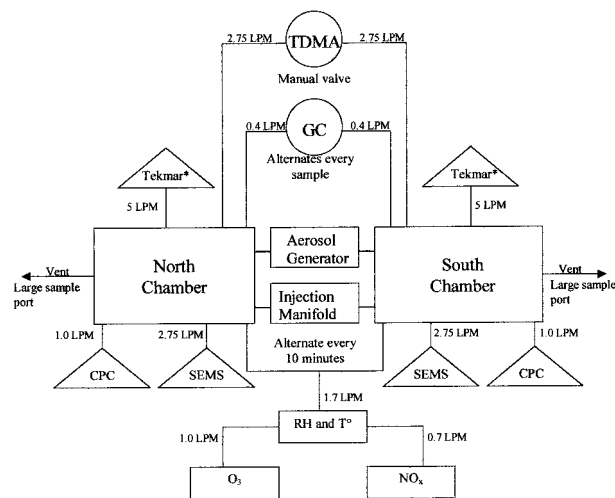 2.75 LPM
TDMA
2.75 LPM
Manual valve
0.4 LPM
GC
0.4 LPM
Alternates every
sample
Tekmar*
Tekmar*
5 LPM
5 LPM
North
Chamber
Aerosol
Generator
South
Chamber
Vent
Large sample
port
Injection
Manifold
Vent
Large sample
port
1.0 LPM
2.75 LPM
Alternate every
10 minutes
2.75 LPM
1.0 LPM
CPC
SEMS
SEMS
CPC
1.7 LPM
RH and T°
1.0 LPM
0.7 LPM
O₃
NOₓ